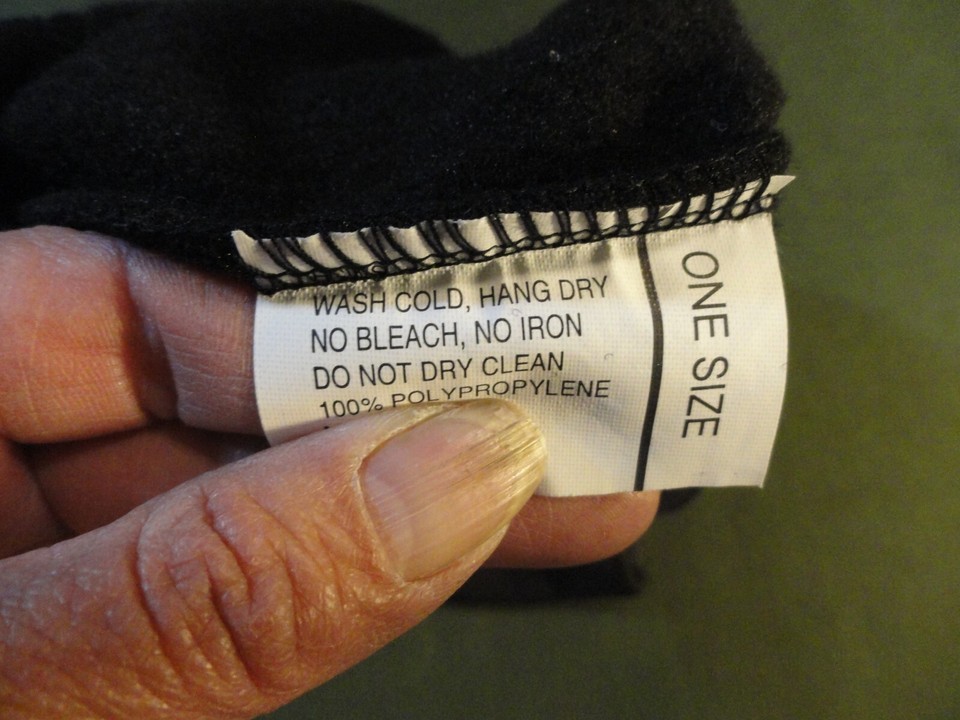 WASH COLD, HANG DRY
NO BLEACH, NO IRON
DO NOT DRY CLEAN
100% POLYPROPYLENE
ONE SIZE